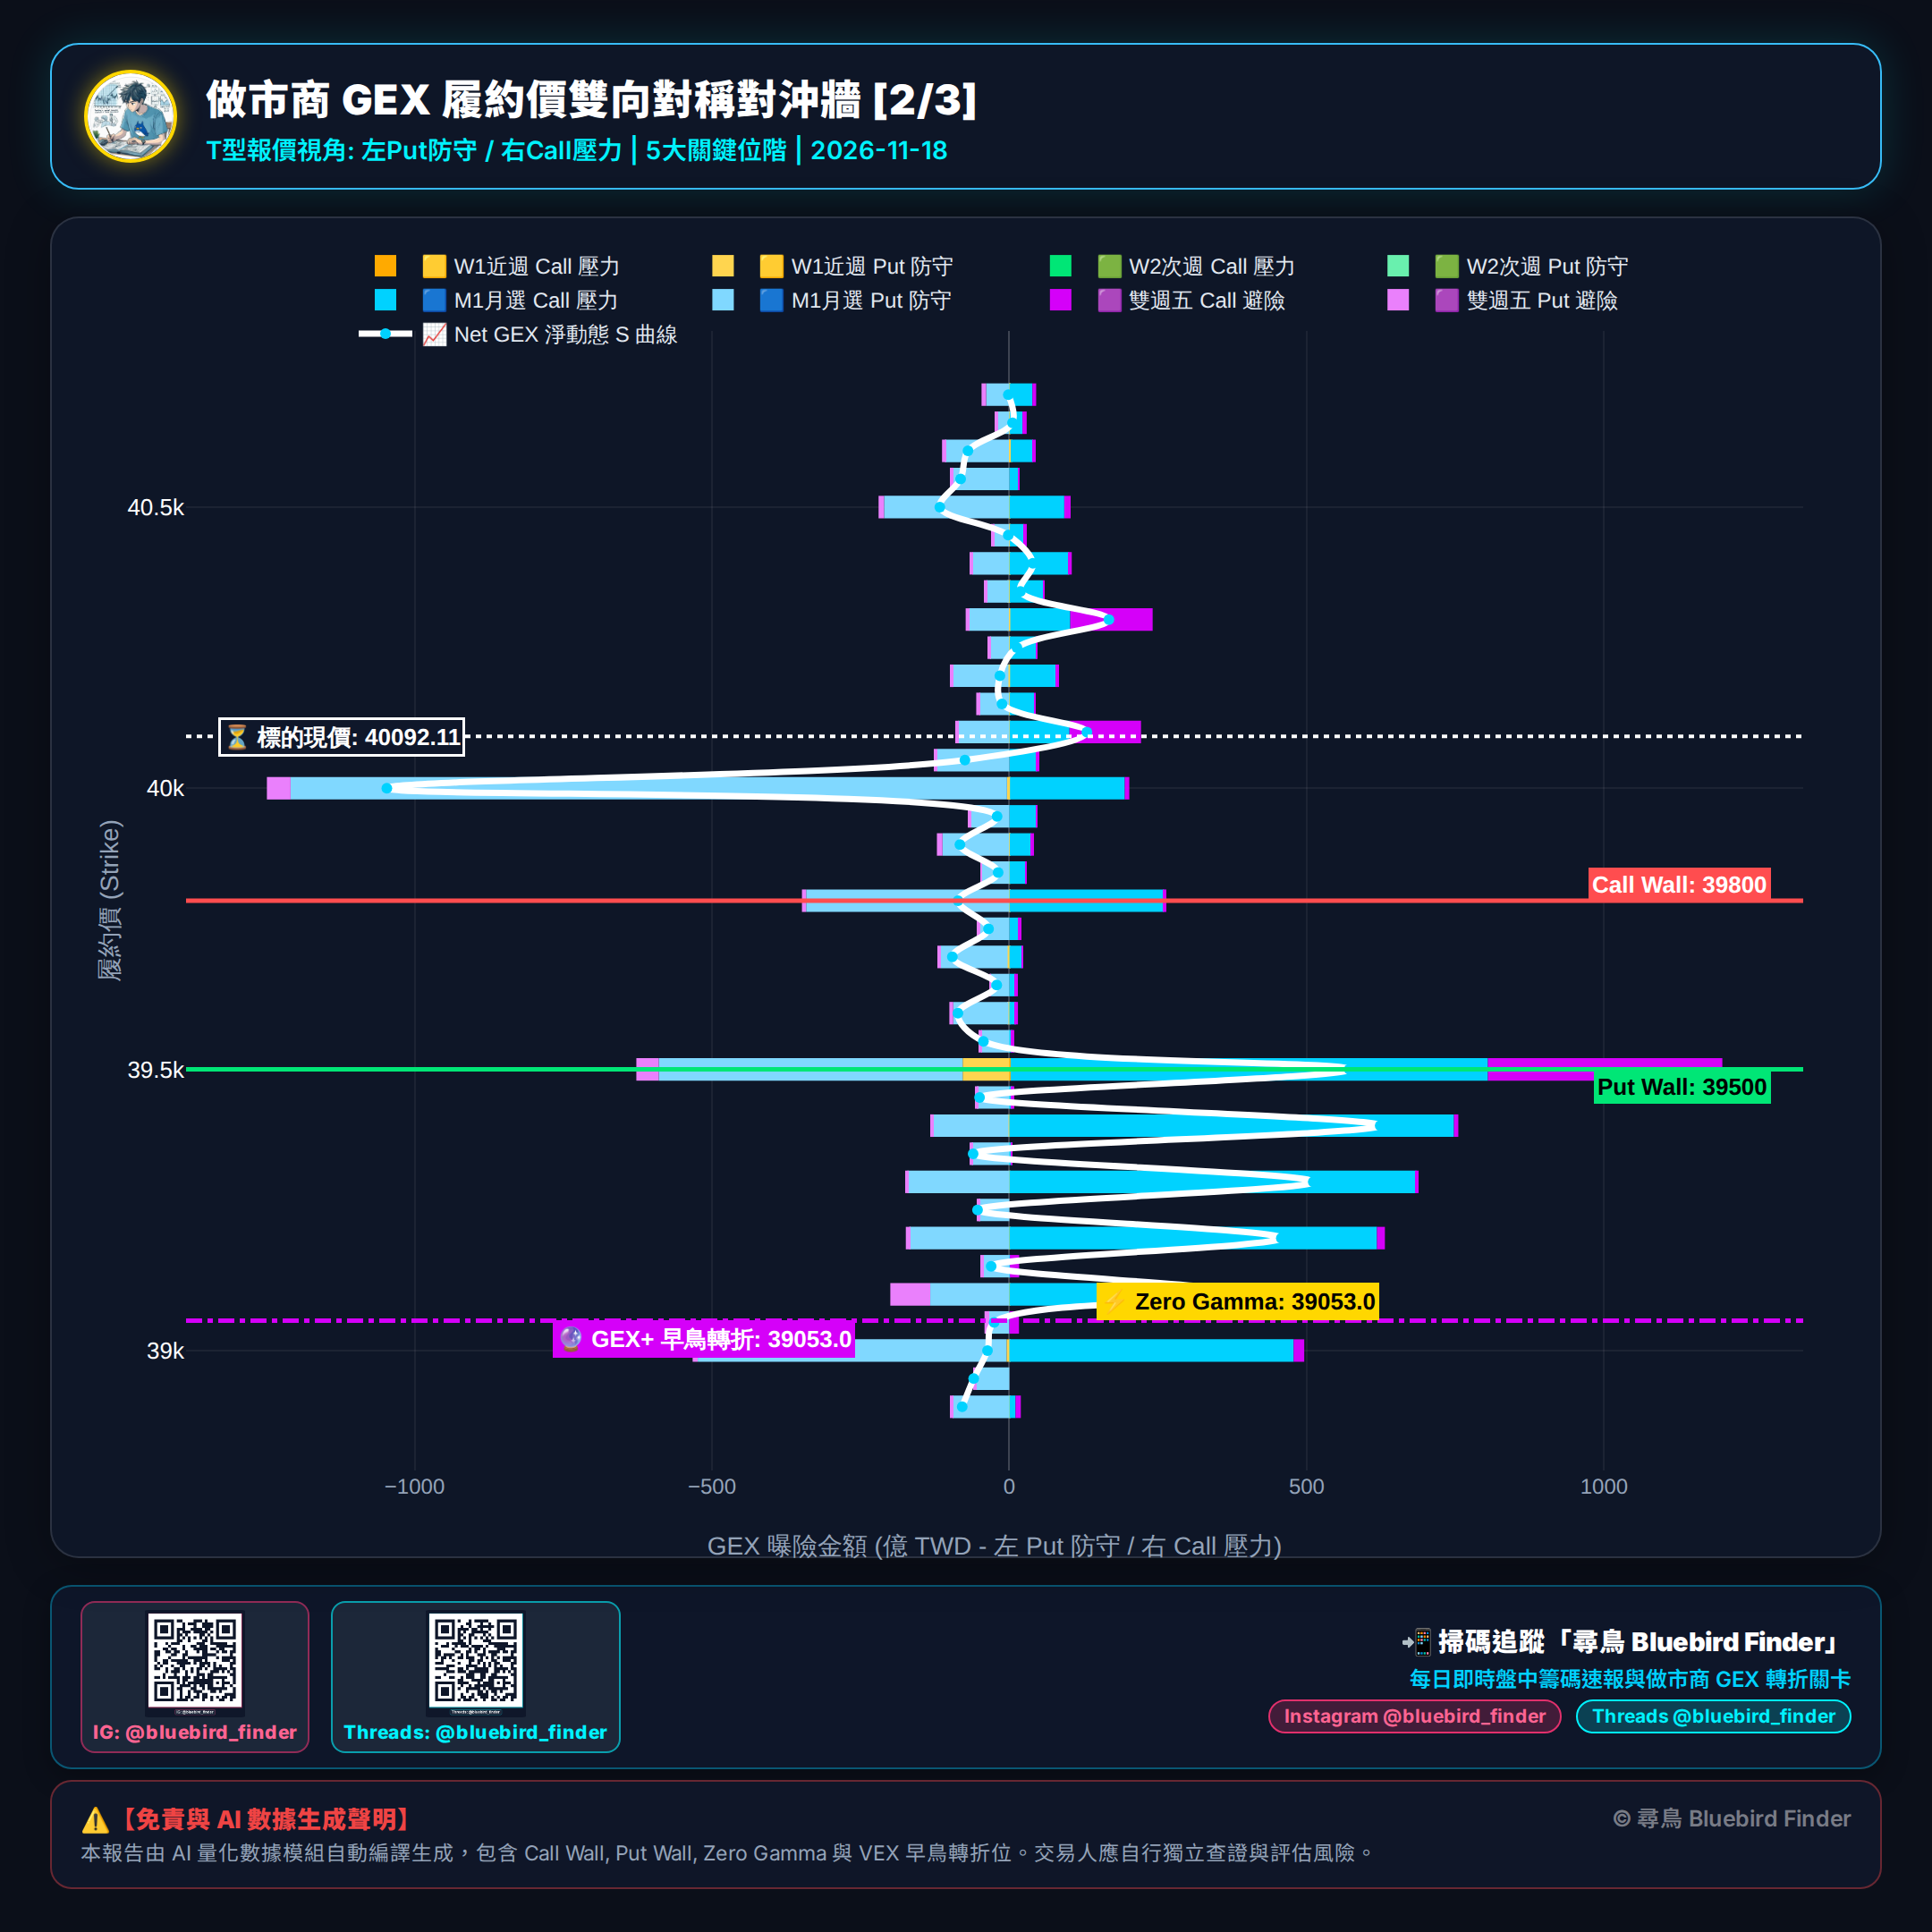 做市商 GEX 履約價雙向對稱對沖牆 [2/3]
T型報價視角: 左Put防守 / 右Call壓力 | 5大關鍵位階 | 2026-11-18
🟨 W1近週 Call 壓力
🟨 W1近週 Put 防守
🟩 W2次週 Call 壓力
🟩 W2次週 Put 防守
🟦 M1月選 Call 壓力
🟦 M1月選 Put 防守
🟪 雙週五 Call 避險
🟪 雙週五 Put 避險
📈 Net GEX 淨動態 S 曲線
40.5k
⏳ 標的現價: 40092.11
40k
履約價 (Strike)
Call Wall: 39800
39.5k
Put Wall: 39500
⚡ Zero Gamma: 39053.0
🔮 GEX+ 早鳥轉折: 39053.0
39k
−1000
−500
0
500
1000
GEX 曝險金額 (億 TWD - 左 Put 防守 / 右 Call 壓力)
IG: @bluebird_finder
Threads: @bluebird_finder
📲 掃碼追蹤「尋鳥 Bluebird Finder」
每日即時盤中籌碼速報與做市商 GEX 轉折關卡
Instagram @bluebird_finder
Threads @bluebird_finder
⚠️【免責與 AI 數據生成聲明】
© 尋鳥 Bluebird Finder
本報告由 AI 量化數據模組自動編譯生成，包含 Call Wall, Put Wall, Zero Gamma 與 VEX 早鳥轉折位。交易人應自行獨立查證與評估風險。